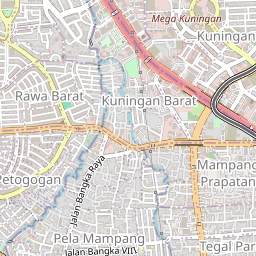 Mega Kuningan
Kuningan
Rawa Barat
Kuningan Barat
Mampang
Prapatan
Petogogan
Jalan Bangka Raya
Pela Mampang
Jalan Bangka VII
Tegal Par